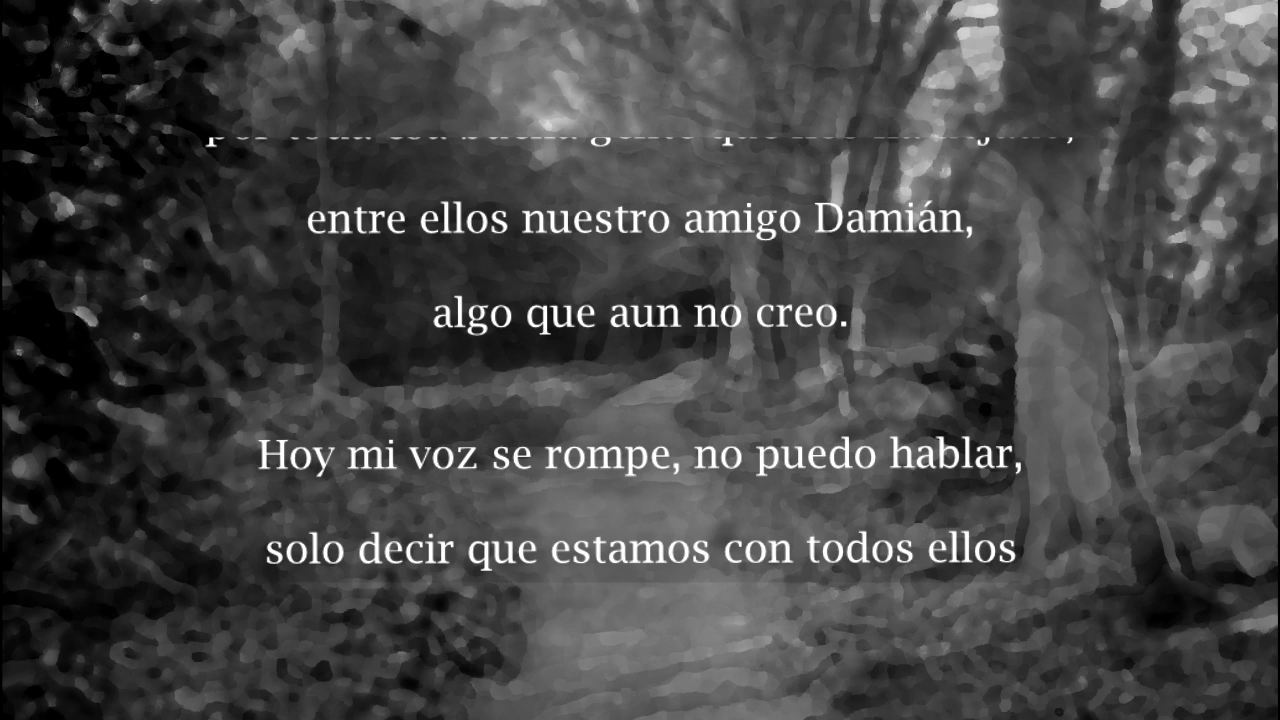 entre ellos nuestro amigo Damián,
algo que aun no creo.
Hoy mi voz se rompe, no puedo hablar,
solo decir que estamos con todos ellos